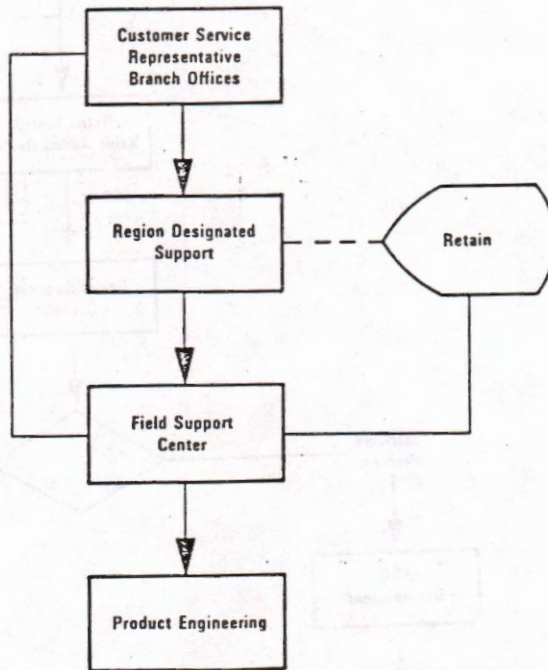 Customer Service
Representative
Branch Offices
Region Designated
Support
Retain
Field Support
Center
Product Engineering